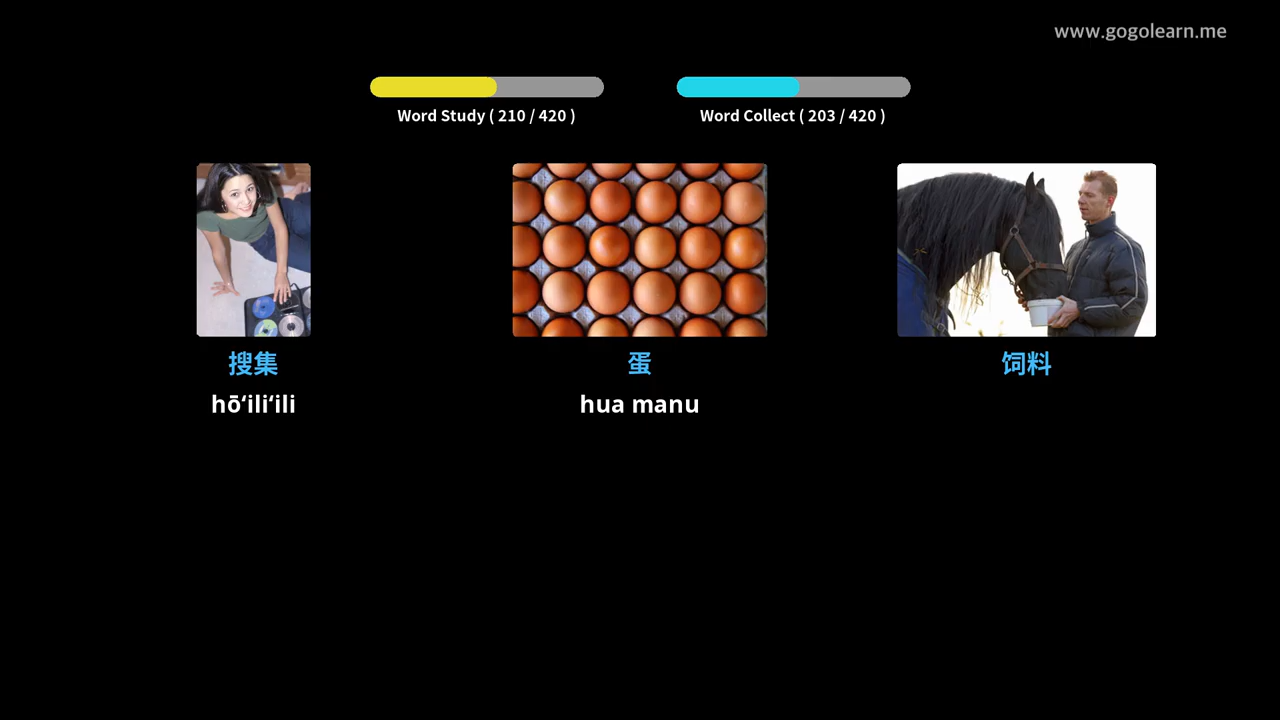 www.gogolearn.me
Word Study ( 210 / 420 )
Word Collect ( 203 / 420 )
搜集
蛋
饲料
hōʻiliʻili
hua manu